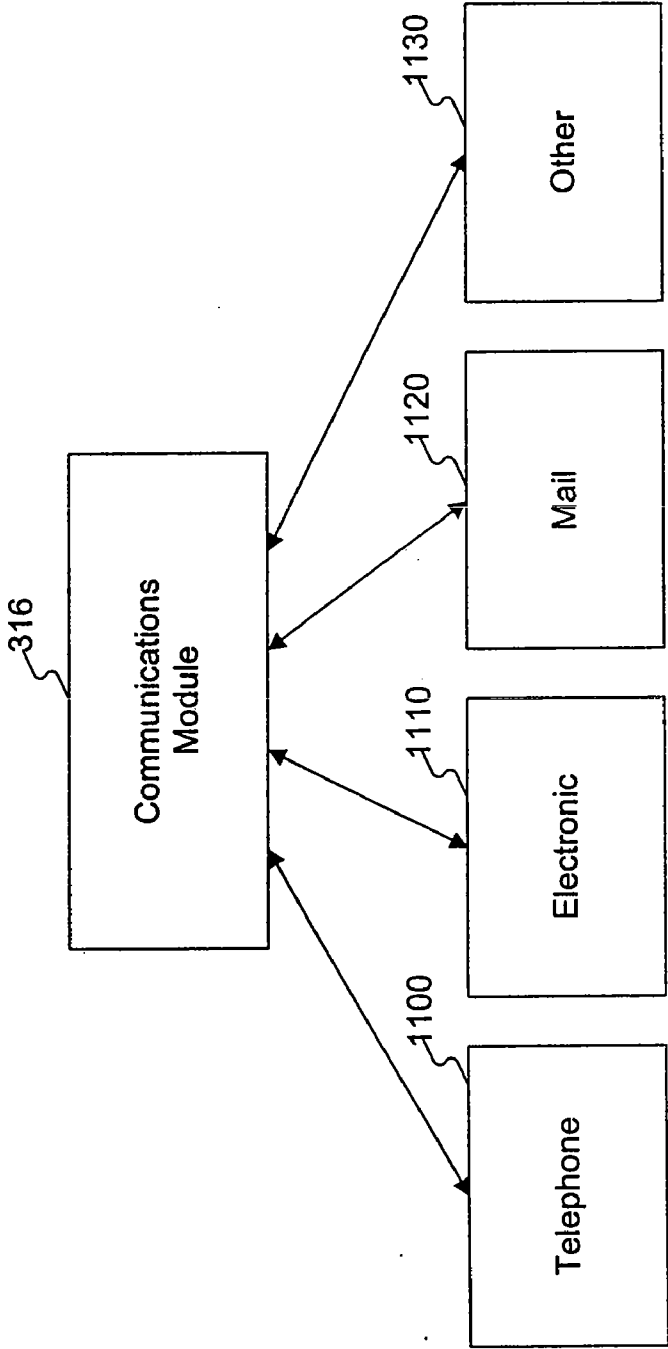 316
Communications
Module
1100
1110
1120
1130
Telephone
Electronic
Mail
Other